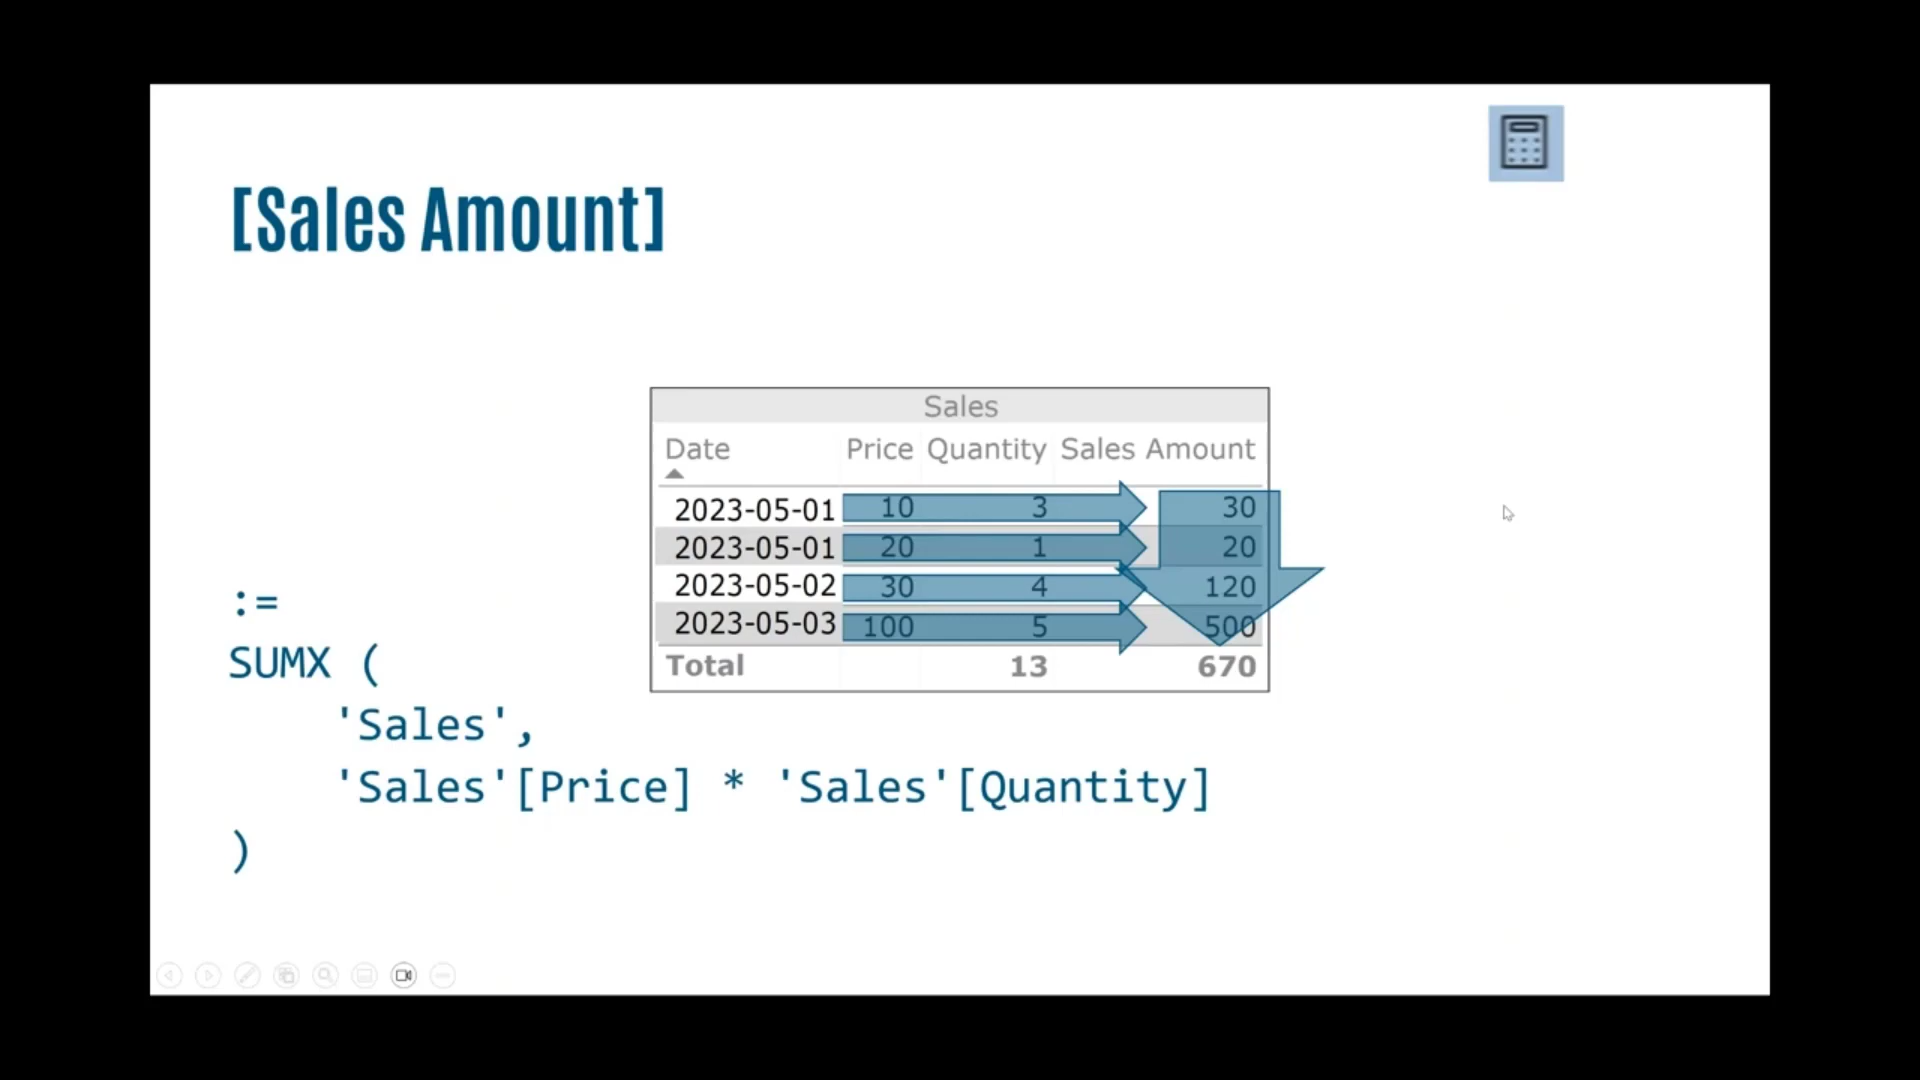 [Sales Amount]
Sales
Date Price Quantity Sales Amount
2023-05-01 10 3 30
2023-05-01 20 1 20
2023-05-02 30 4 120
2023-05-03 100 5 500
Total 13 670
:=
SUMX (
'Sales',
'Sales'[Price] * 'Sales'[Quantity]
)